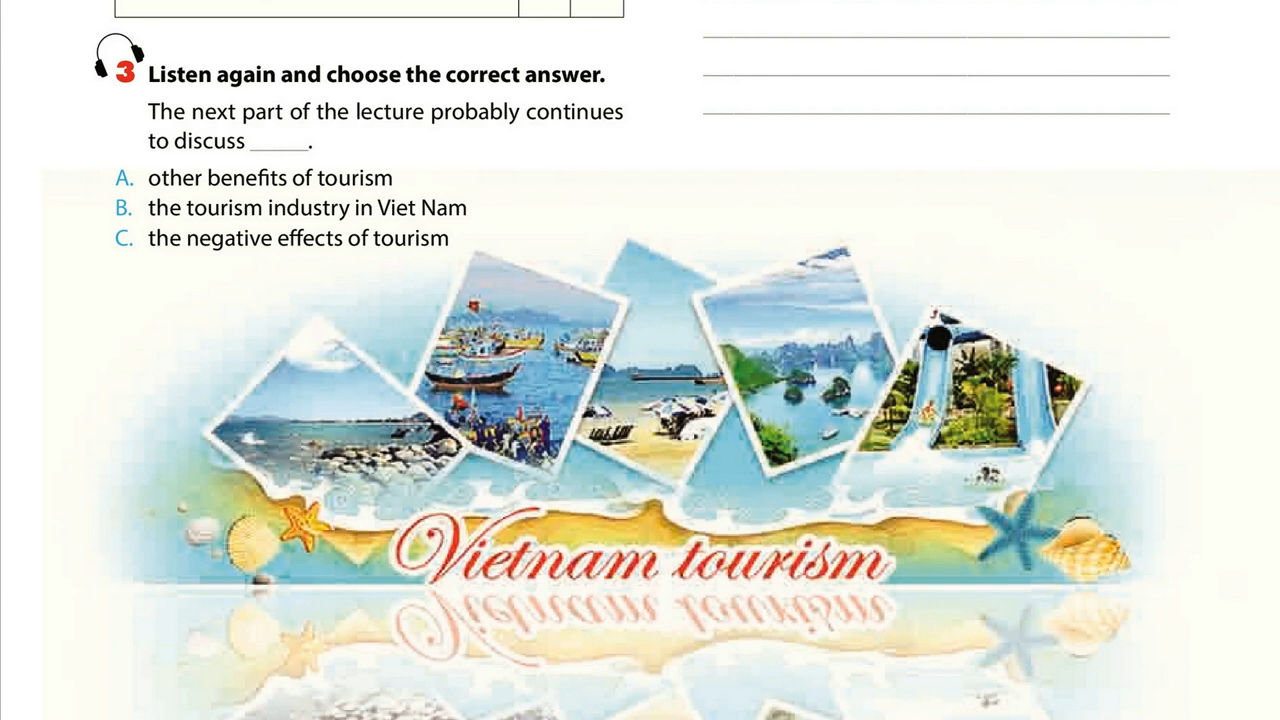 3 Listen again and choose the correct answer.
The next part of the lecture probably continues
to discuss _____.
A. other benefits of tourism
B. the tourism industry in Viet Nam
C. the negative effects of tourism
Vietnam tourism